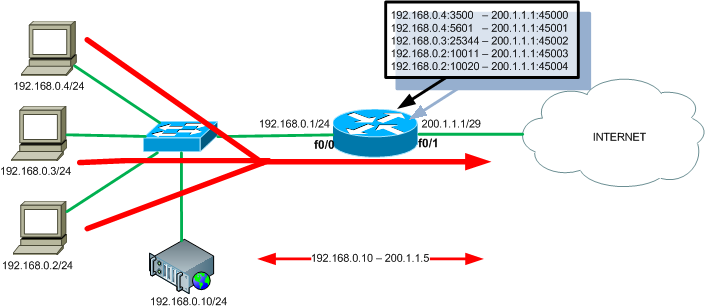 192.168.0.4:3500 – 200.1.1.1:45000
192.168.0.4:5601 – 200.1.1.1:45001
192.168.0.3:25344 – 200.1.1.1:45002
192.168.0.2:10011 – 200.1.1.1:45003
192.168.0.2:10020 – 200.1.1.1:45004
192.168.0.4/24
192.168.0.1/24
200.1.1.1/29
INTERNET
f0/0
f0/1
192.168.0.3/24
192.168.0.2/24
192.168.0.10 – 200.1.1.5
192.168.0.10/24